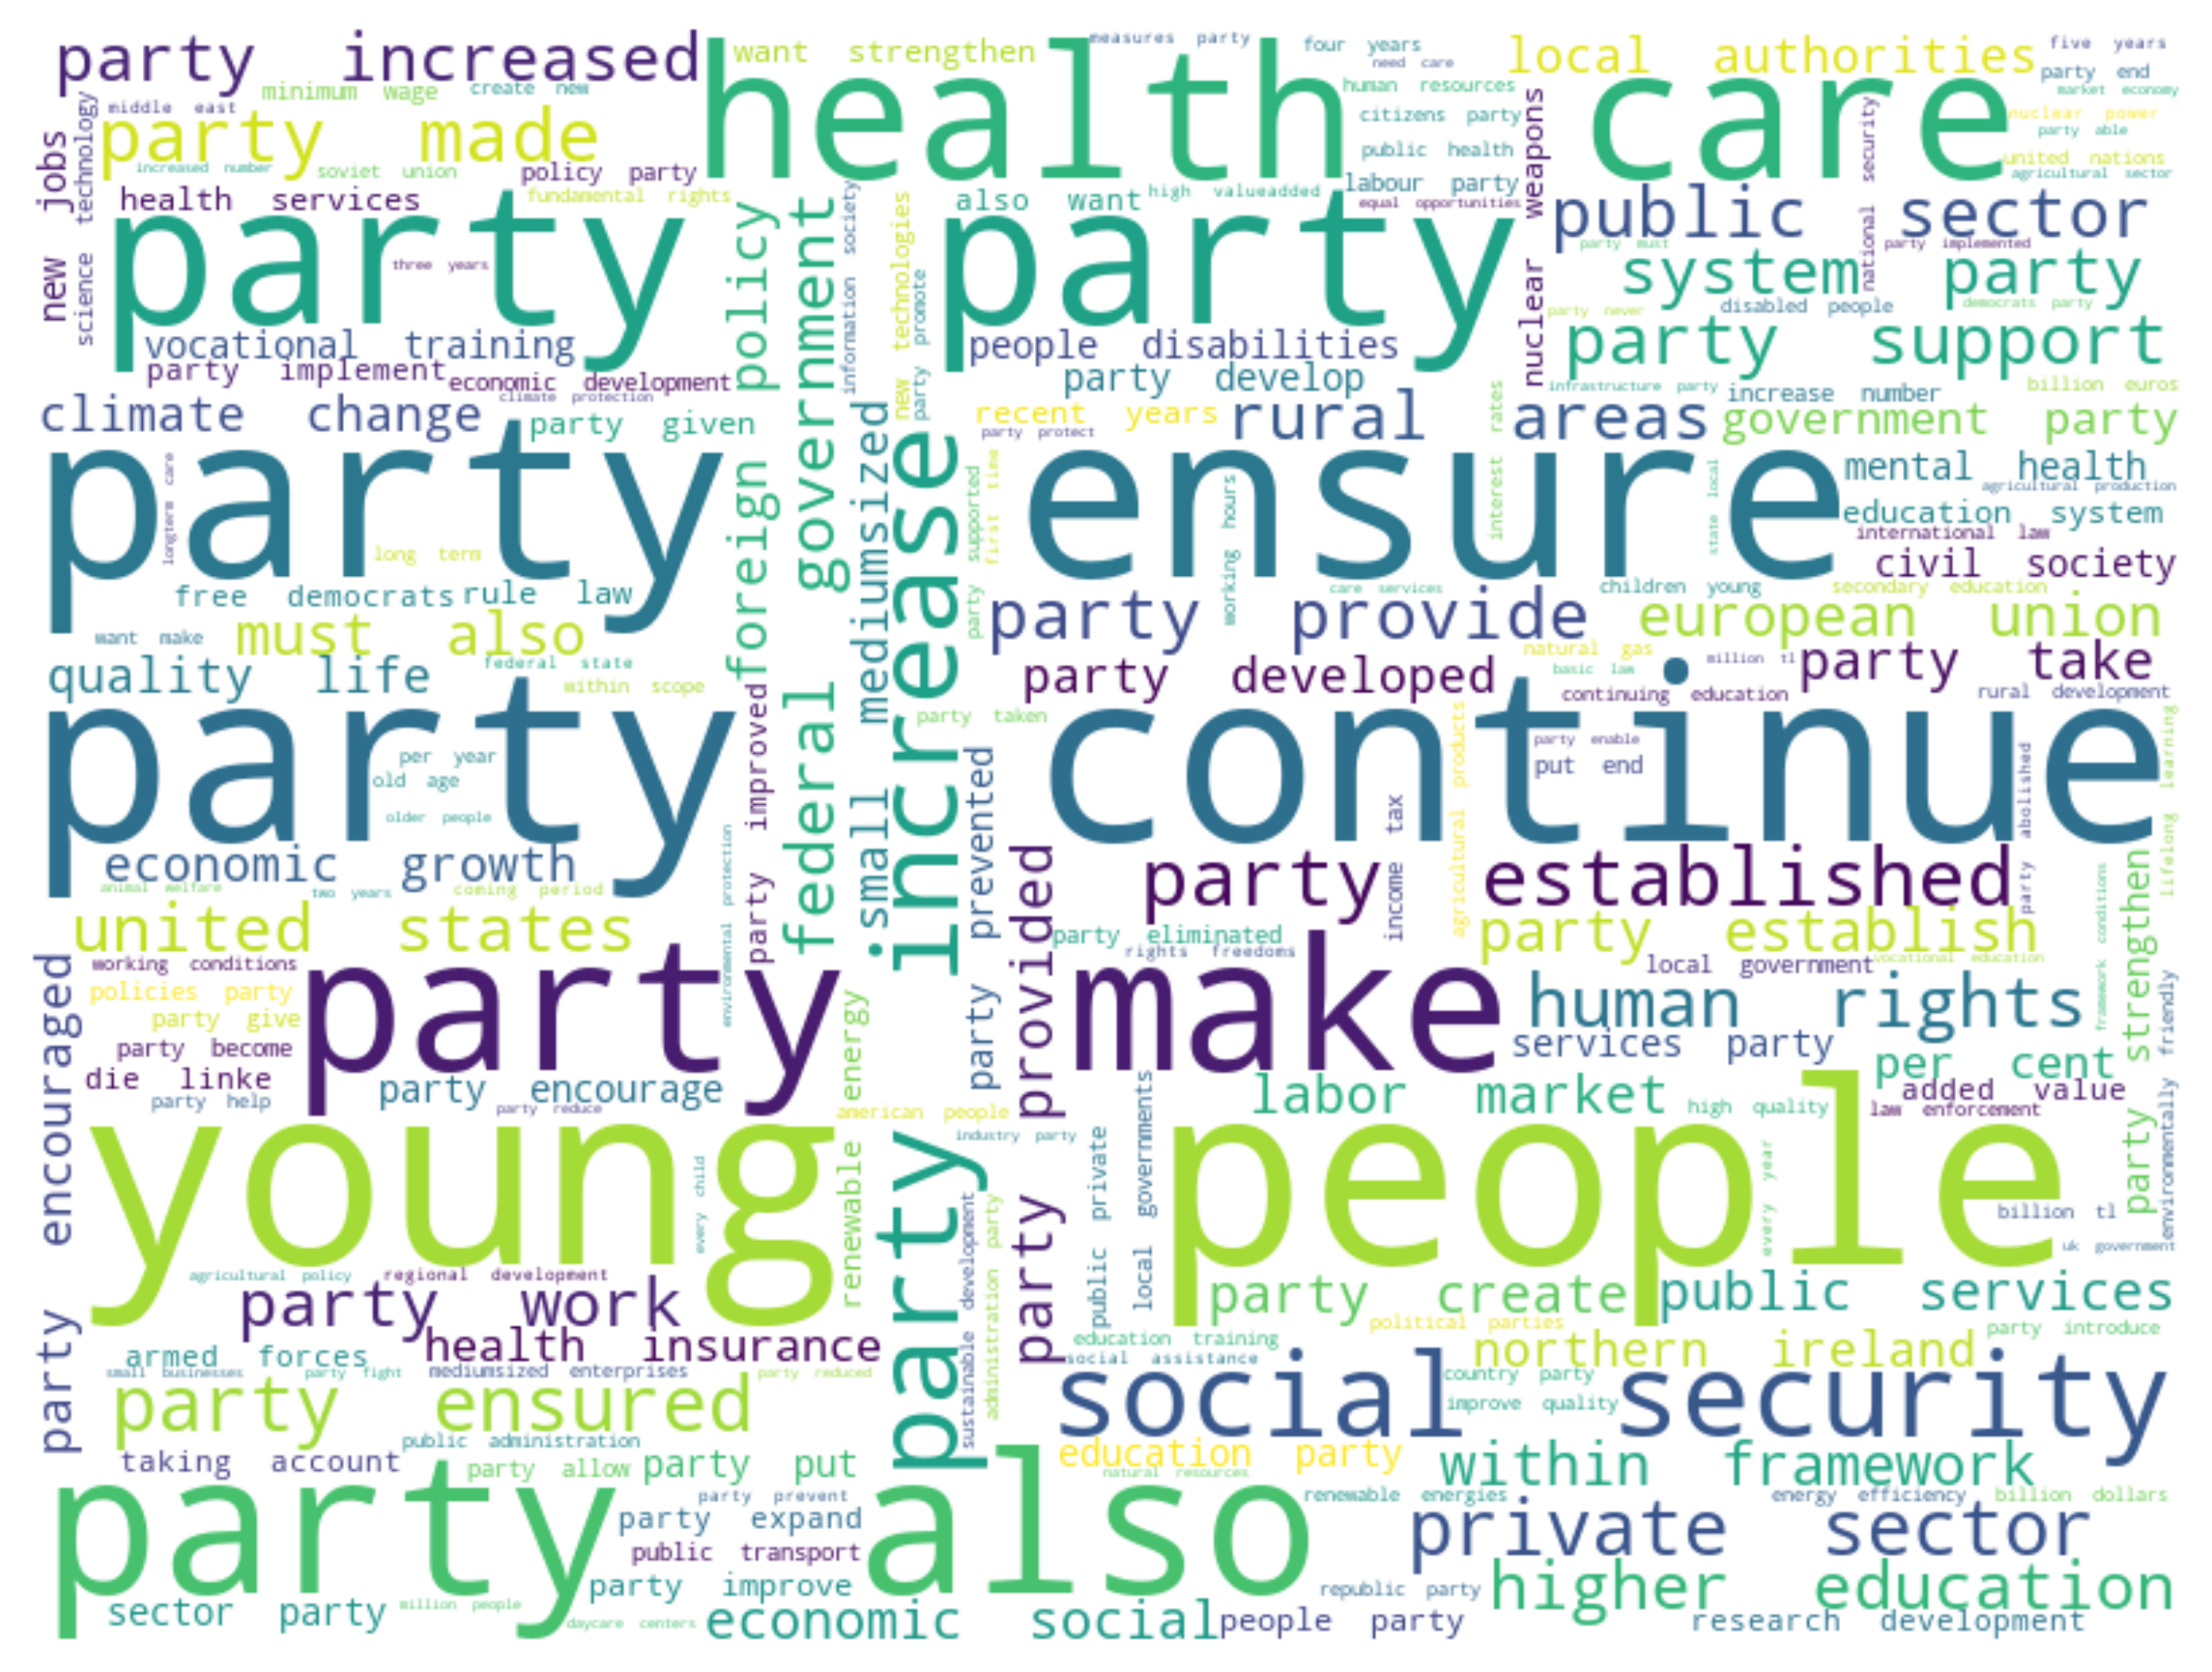 party increased
health care
want strengthen
measures party
four years
need care
local authorities
five years
party end
market economy
minimum wage
create new
human resources
middle east
party made
citizens party
nuclear power
party able
increased number
soviet union
policy party
public health
united nations
agricultural sector
new jobs
science technology
health services
fundamental rights
also want
high valueadded
labour party
equal opportunities
nuclear weapons
national security
public sector
party must
party implemented
party ensure
three years
party increase
information society
new technologies
party promote
foreign policy
federal government
system party
disabled people
democrats party
party never
party support
vocational training
people disabilities
party implement
economic development
climate protection
party develop
infrastructure party
increase number
billion euros
climate change
party given
recent years
party protect
rural areas
government party
interest rates
mental health
agricultural production
state local
longterm care
long term
small mediumsized
party supported
first time
working hours
education system
international law
civil society
free democrats
rule law
care services
children young
secondary education
want make
must also
party provide
european union
quality life
federal state
within scope
party developed
natural gas
basic law
million tl
party take
continuing education
rural development
party continue
party taken
party improved
per year
old age
older people
party enable
put end
agricultural products
party abolished
lifelong learning
income tax
economic growth
animal welfare
two years
coming period
environmental protection
party prevented
party provided
party established
framework conditions
party strengthen
united states
party eliminated
rights freedoms
party establish
local government
vocational education
working conditions
policies party
party give
party become
die linke
party help
party make
human rights
services party
per cent
environmentally friendly
party encouraged
party encourage
party reduce
renewable energy
american people
industry party
labor market
high quality
added value
law enforcement
young people
every child
public private
local governments
every year
billion tl
uk government
agricultural policy
regional development
sustainable development
administration party
party create
public services
party work
political parties
party introduce
education training
social assistance
northern ireland
armed forces
health insurance
small businesses
party fight
mediumsized enterprises
party reduced
social security
country party
improve quality
party ensured
public administration
education party
natural resources
within framework
taking account
party allow
party put
party also
party prevent
renewable energies
energy efficiency
billion dollars
party expand
private sector
public transport
party improve
republic party
higher education
sector party
million people
daycare centers
economic social
people party
research development